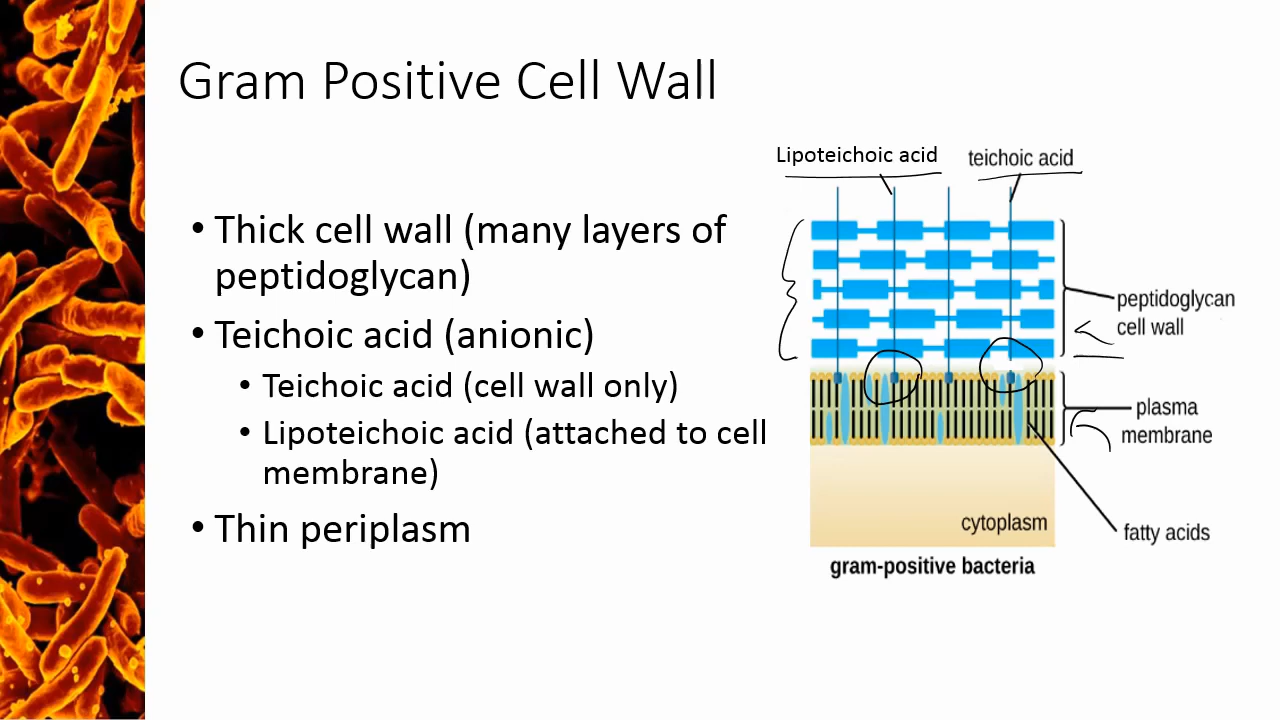 Gram Positive Cell Wall
• Thick cell wall (many layers of
peptidoglycan)
• Teichoic acid (anionic)
• Teichoic acid (cell wall only)
• Lipoteichoic acid (attached to cell
membrane)
• Thin periplasm
Lipoteichoic acid
teichoic acid
peptidoglycan
cell wall
plasma
membrane
fatty acids
cytoplasm
gram-positive bacteria